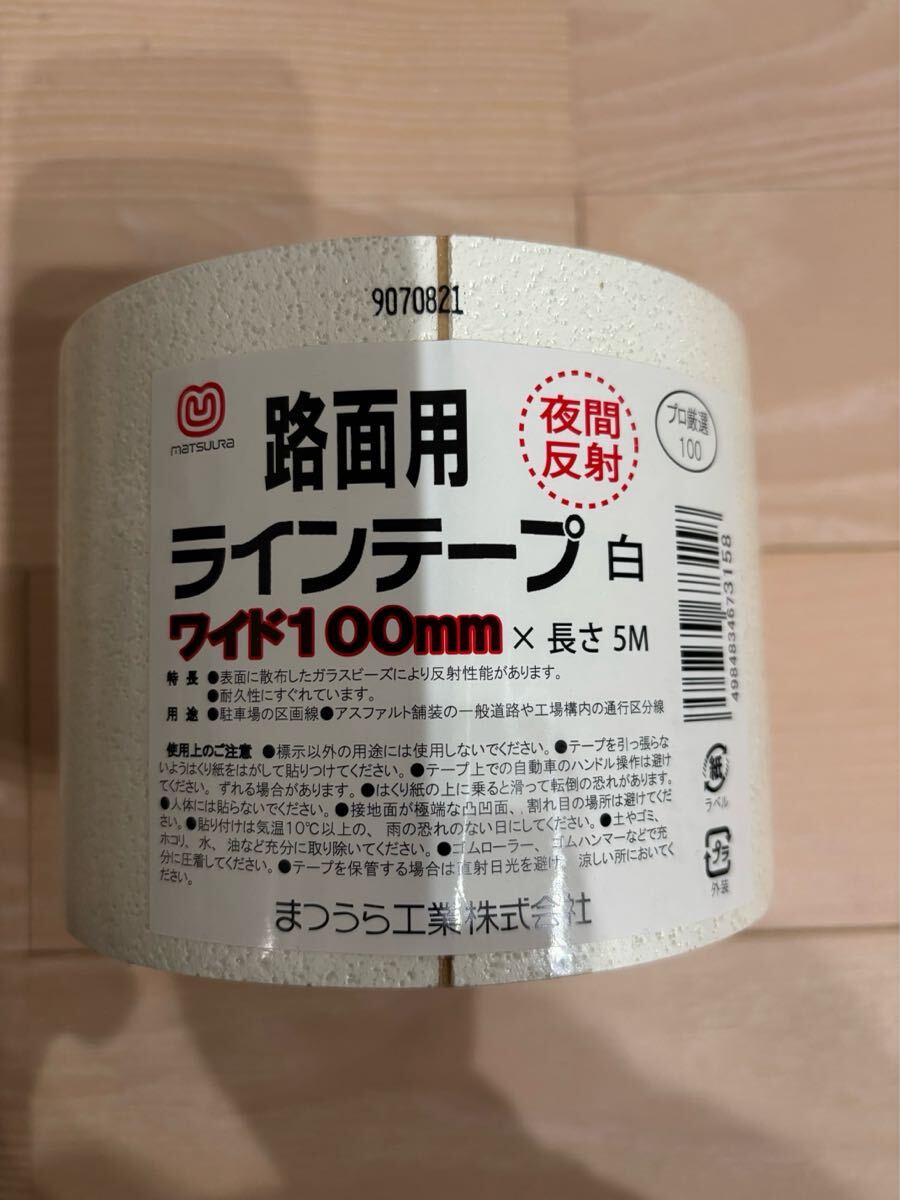 9070821
matsuura
路面用
夜間
反射
プロ厳選
100
ラインテープ 白
ワイド100mm × 長さ 5M
特長 ●表面に散布したガラスビーズにより反射性能があります。
●耐久性にすぐれています。
用途 ●駐車場の区画線●アスファルト舗装の一般道路や工場構内の通行区分線
使用上のご注意 ●標示以外の用途には使用しないでください。●テープを引っ張らな
いようはくり紙をはがして貼りつけてください。●テープ上での自動車のハンドル操作は避け
てください。ずれる場合があります。●はくり紙の上に乗ると滑って転倒の恐れがあります。
●人体には貼らないでください。●接地面が極端な凸凹面、割れ目の場所は避けてくだ
さい。●貼り付けは気温10℃以上の、雨の恐れのない日にしてください。●土やゴミ、
ホコリ、水、油など充分に取り除いてください。●ゴムローラー、ゴムハンマーなどで充
分に圧着してください。●テープを保管する場合は直射日光を避け、涼しい所においてく
ださい。
まつうら工業株式会社
4984834673158
紙
ラベル
プラ
外装